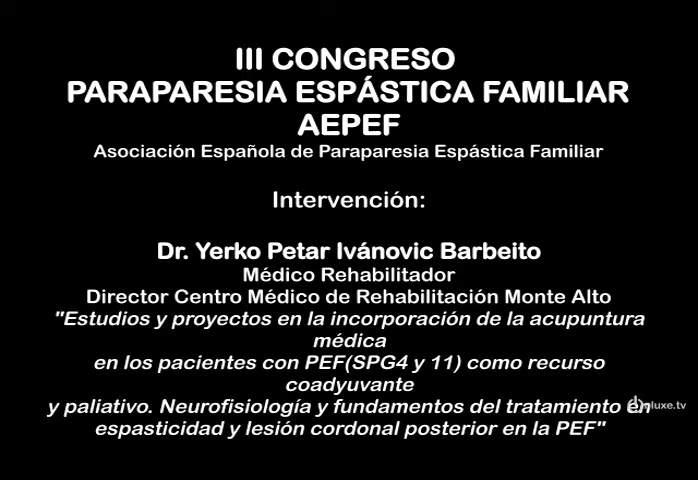 III CONGRESO
PARAPARESIA ESPÁSTICA FAMILIAR
AEPEF
Asociación Española de Paraparesia Espástica Familiar
Intervención:
Dr. Yerko Petar Ivánovic Barbeito
Médico Rehabilitador
Director Centro Médico de Rehabilitación Monte Alto
"Estudios y proyectos en la incorporación de la acupuntura
médica
en los pacientes con PEF(SPG4 y 11) como recurso
coadyuvante
y paliativo. Neurofisiología y fundamentos del tratamiento en
espasticidad y lesión cordonal posterior en la PEF"